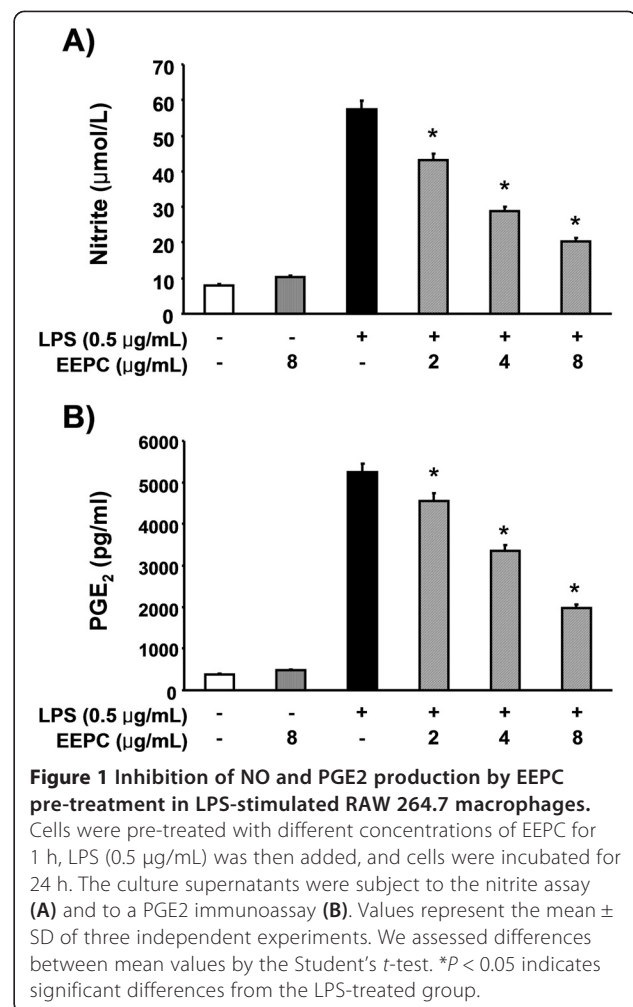 A)
Nitrite (μmol/L)
70
60
50
40
30
20
10
0
* * *
LPS (0.5 μg/mL) - - + + + +
EEPC (μg/mL) - 8 - 2 4 8
B)
PGE₂ (pg/ml)
6000
5000
4000
3000
2000
1000
0
* * *
LPS (0.5 μg/mL) - - + + + +
EEPC (μg/mL) - 8 - 2 4 8
Figure 1 Inhibition of NO and PGE2 production by EEPC
pre-treatment in LPS-stimulated RAW 264.7 macrophages.
Cells were pre-treated with different concentrations of EEPC for
1 h, LPS (0.5 μg/mL) was then added, and cells were incubated for
24 h. The culture supernatants were subject to the nitrite assay
(A) and to a PGE2 immunoassay (B). Values represent the mean ±
SD of three independent experiments. We assessed differences
between mean values by the Student's t-test. *P < 0.05 indicates
significant differences from the LPS-treated group.